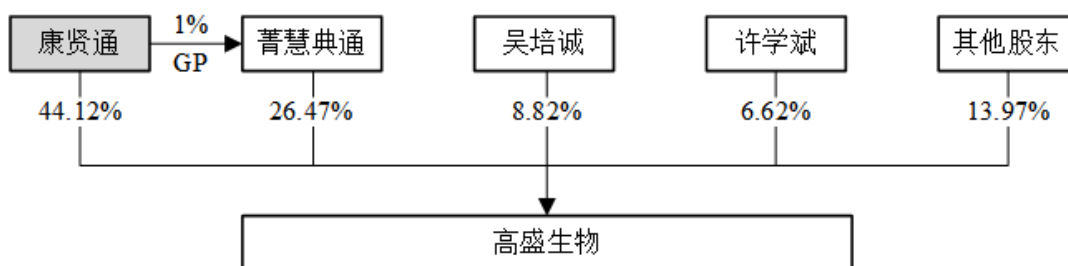 1%
康贤通
菁慧典通
吴培诚
许学斌
其他股东
GP
44.12%
26.47%
8.82%
6.62%
13.97%
高盛生物